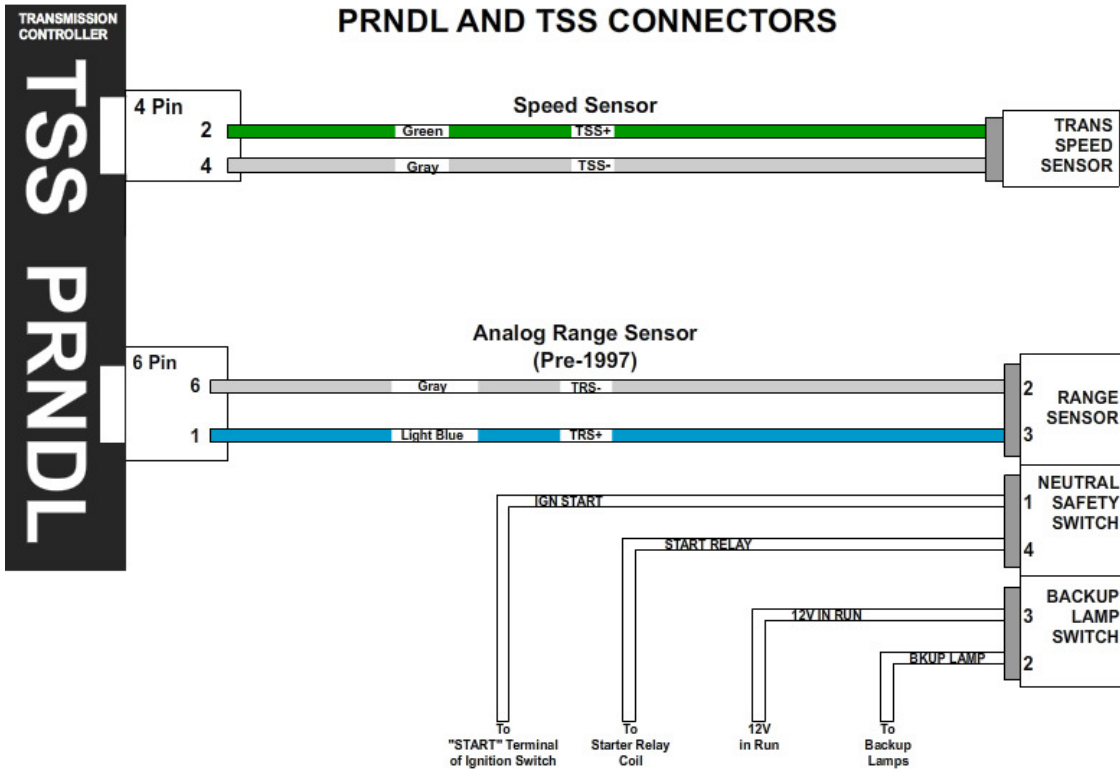 TRANSMISSION
CONTROLLER
PRNDL AND TSS CONNECTORS
TSS PRNDL
4 Pin
Speed Sensor
2
Green
TSS+
4
Gray
TSS-
TRANS
SPEED
SENSOR
6 Pin
Analog Range Sensor
(Pre-1997)
6
Gray
TRS-
2
1
Light Blue
TRS+
3
RANGE
SENSOR
IGN START
1
START RELAY
4
NEUTRAL
SAFETY
SWITCH
12V IN RUN
3
BKUP LAMP
2
BACKUP
LAMP
SWITCH
To
"START" Terminal
of Ignition Switch
To
Starter Relay
Coil
12V
in Run
To
Backup
Lamps